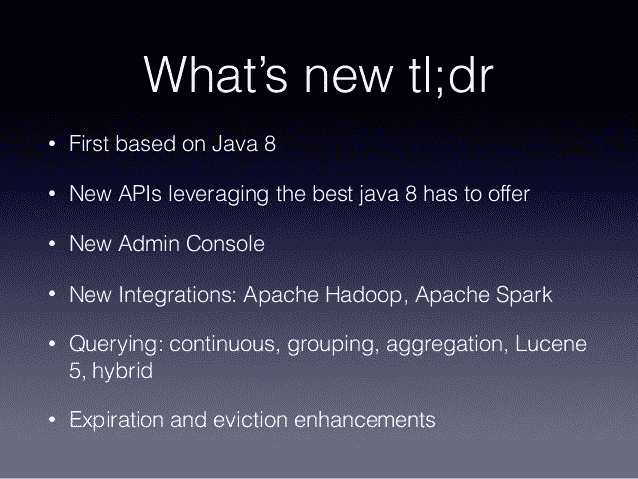 What’s new tl;dr
• First based on Java 8
• New APIs leveraging the best java 8 has to offer
• New Admin Console
• New Integrations: Apache Hadoop, Apache Spark
• Querying: continuous, grouping, aggregation, Lucene
5, hybrid
• Expiration and eviction enhancements